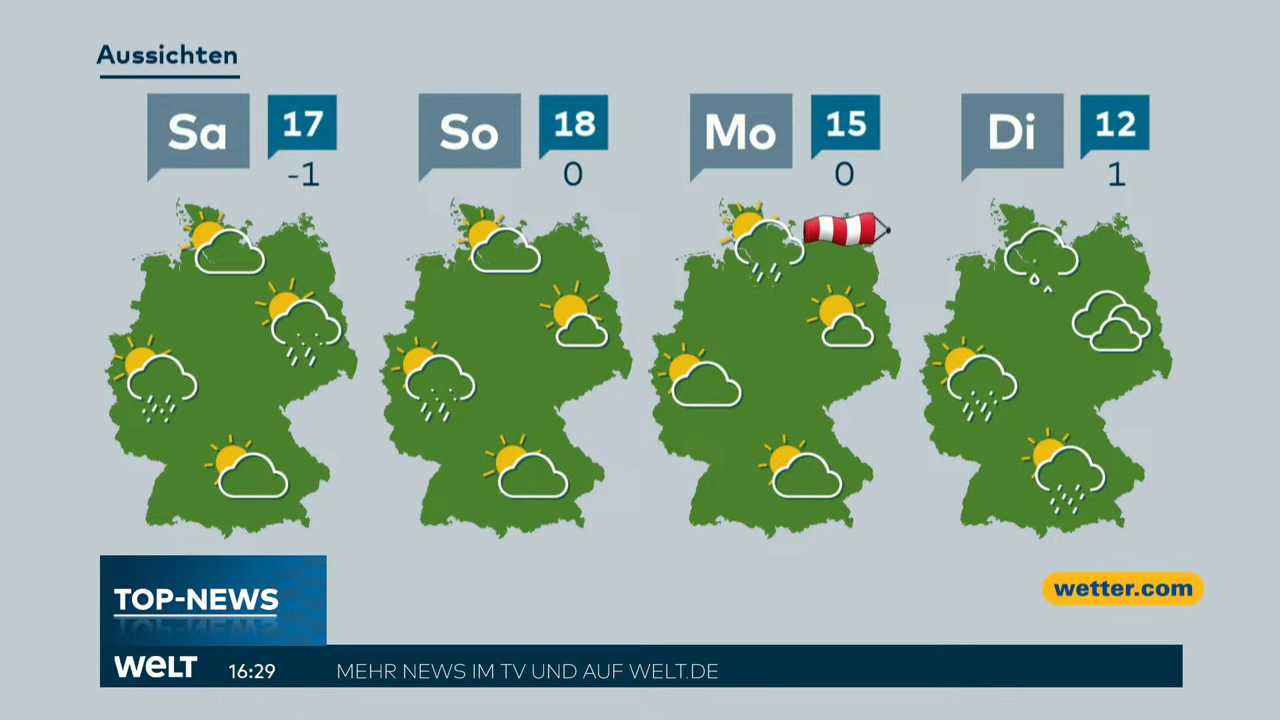 Aussichten
Sa 17
-1
So 18
0
Mo 15
0
Di 12
1
TOP-NEWS
wetter.com
welt 16:29 MEHR NEWS IM TV UND AUF WELT.DE